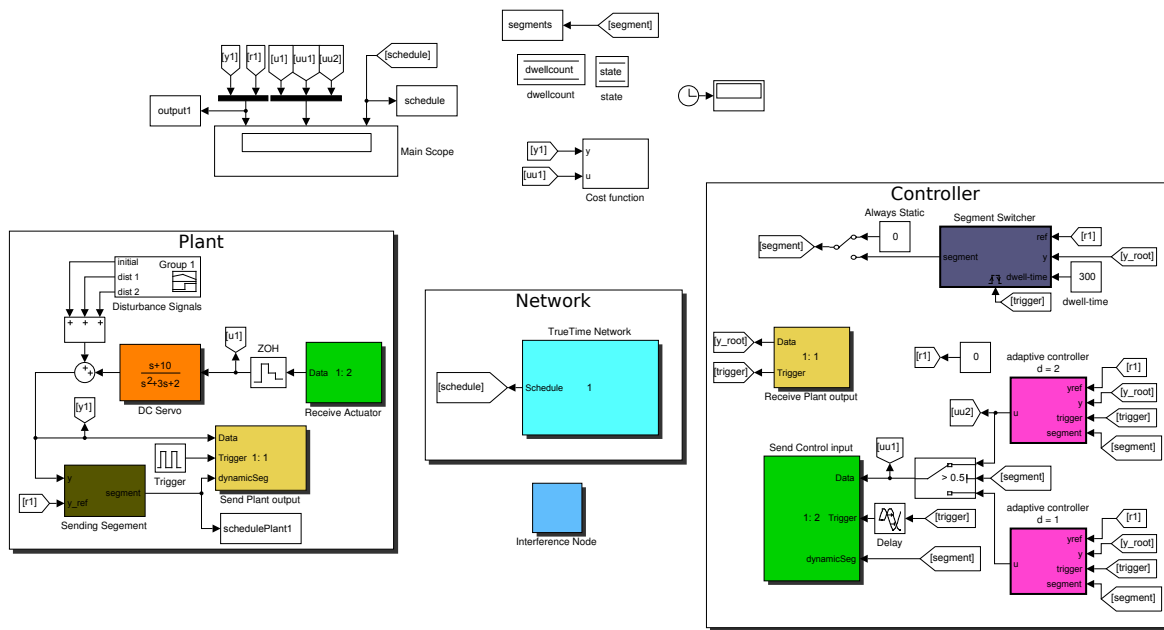 segments
[segment]
[y1]
[r1]
[u1]
[uu1]
[uu2]
[schedule]
dwellcount
dwellcount
state
state
output1
schedule
Main Scope
[y1]
y
[uu1]
u
Cost function
Plant
initial
dist 1
dist 2
Group 1
Disturbance Signals
+ + +
[u1]
ZOH
+
+
s+10
s2+3s+2
DC Servo
Data 1: 2
Receive Actuator
[y1]
Data
Trigger 1: 1
dynamicSeg
Send Plant output
Trigger
y
segment
y_ref
[r1]
Sending Segement
schedulePlant1
Network
TrueTime Network
[schedule]
Schedule 1
Interference Node
Controller
Always Static
0
[segment]
Segment Switcher
ref
[r1]
segment
y
[y_root]
dwell-time
300
dwell-time
[trigger]
[y_root]
Data
1: 1
[trigger]
Trigger
Receive Plant output
[r1]
0
adaptive controller
d = 2
yref
[r1]
y
[y_root]
u
trigger
[trigger]
segment
[segment]
[uu2]
[uu1]
Send Control input
Data
> 0.5
[segment]
1: 2 Trigger
Delay
[trigger]
dynamicSeg
[segment]
adaptive controller
d = 1
yref
[r1]
y
[y_root]
u
trigger
[trigger]
segment
[segment]